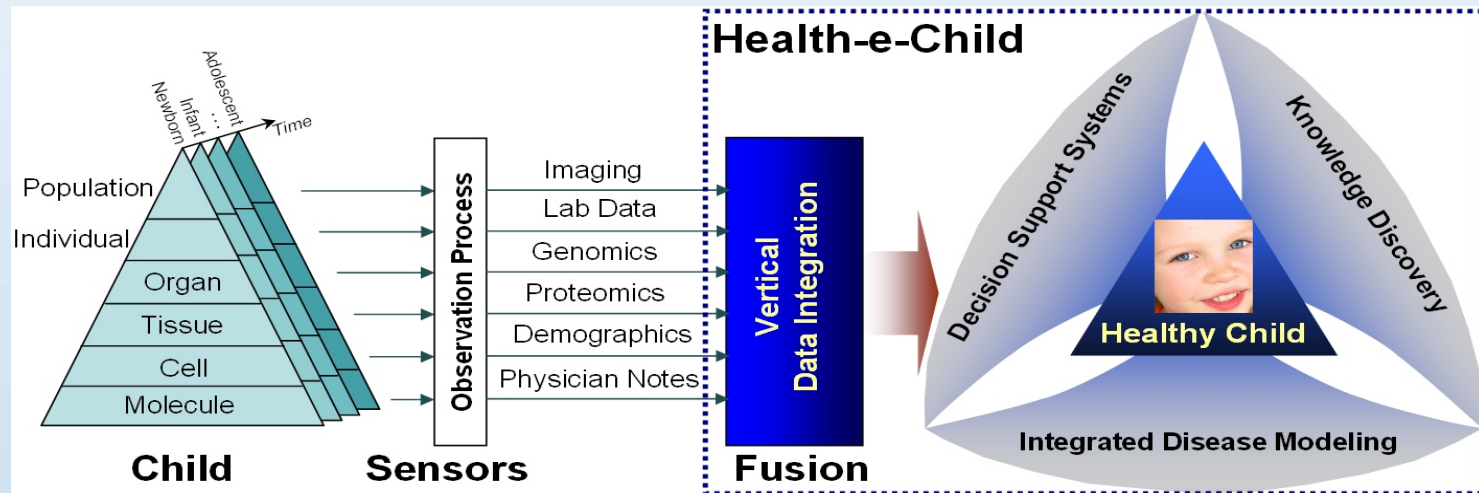 Newborn
Infant
...
Adolescent
Time
Population
Individual
Organ
Tissue
Cell
Molecule
Child
Observation Process
Sensors
Imaging
Lab Data
Genomics
Proteomics
Demographics
Physician Notes
Health-e-Child
Vertical
Data Integration
Fusion
Decision Support Systems
Knowledge Discovery
Healthy Child
Integrated Disease Modeling